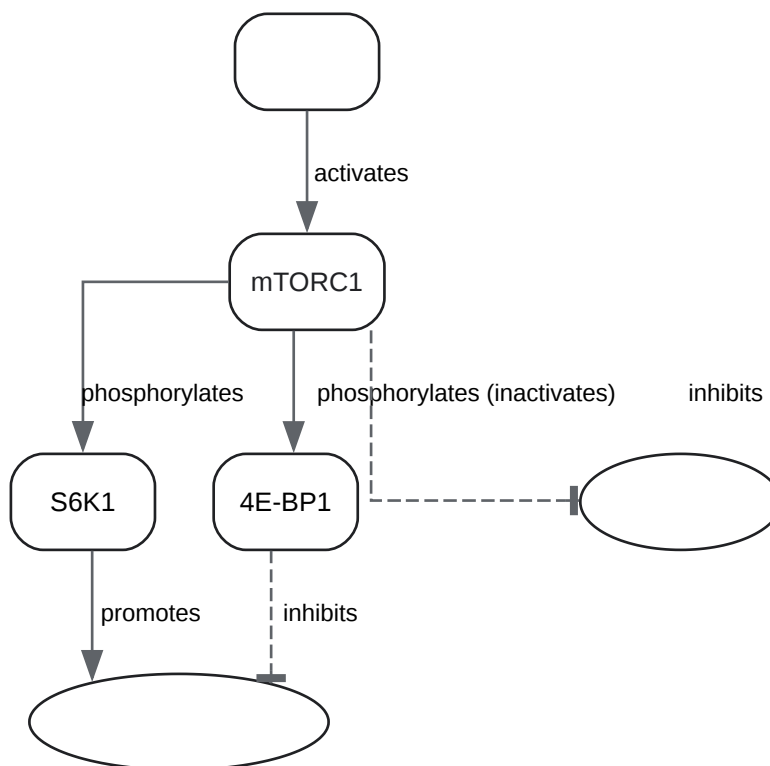 activates
mTORC1
phosphorylates
phosphorylates (inactivates)
inhibits
S6K1
4E-BP1
promotes
inhibits